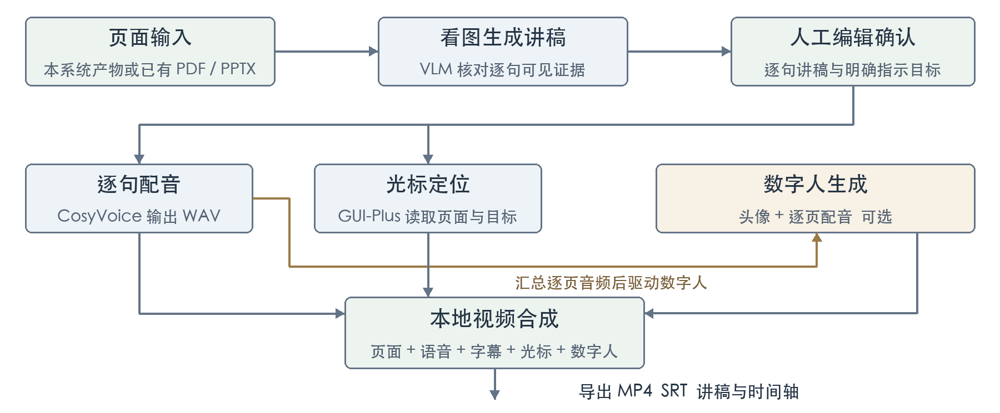 页面输入
本系统产物或已有 PDF / PPTX
看图生成讲稿
VLM 核对逐句可见证据
人工编辑确认
逐句讲稿与明确指示目标
逐句配音
CosyVoice 输出 WAV
光标定位
GUI-Plus 读取页面与目标
数字人生成
头像 + 逐页配音 可选
汇总逐页音频后驱动数字人
本地视频合成
页面 + 语音 + 字幕 + 光标 + 数字人
导出 MP4 SRT 讲稿与时间轴